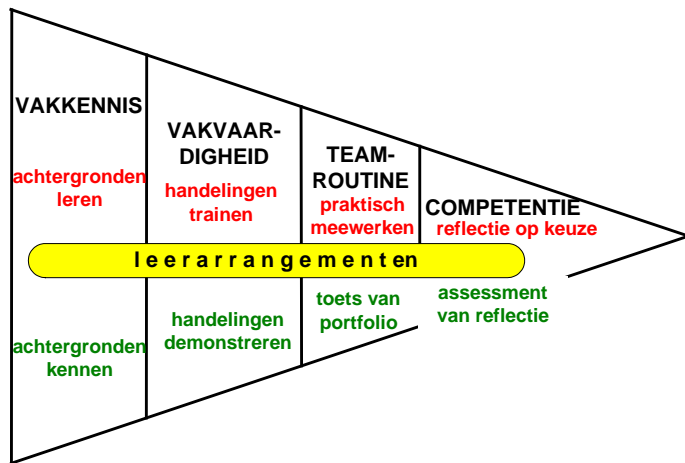 VAKKENNIS
achtergronden
leren
VAKVAAR-
DIGHEID
handelingen
trainen
TEAM-
ROUTINE
praktisch
meewerken
COMPETENTIE
reflectie op keuze
leerarrangementen
achtergronden
kennen
handelingen
demonstreren
toets van
portfolio
assessment
van reflectie